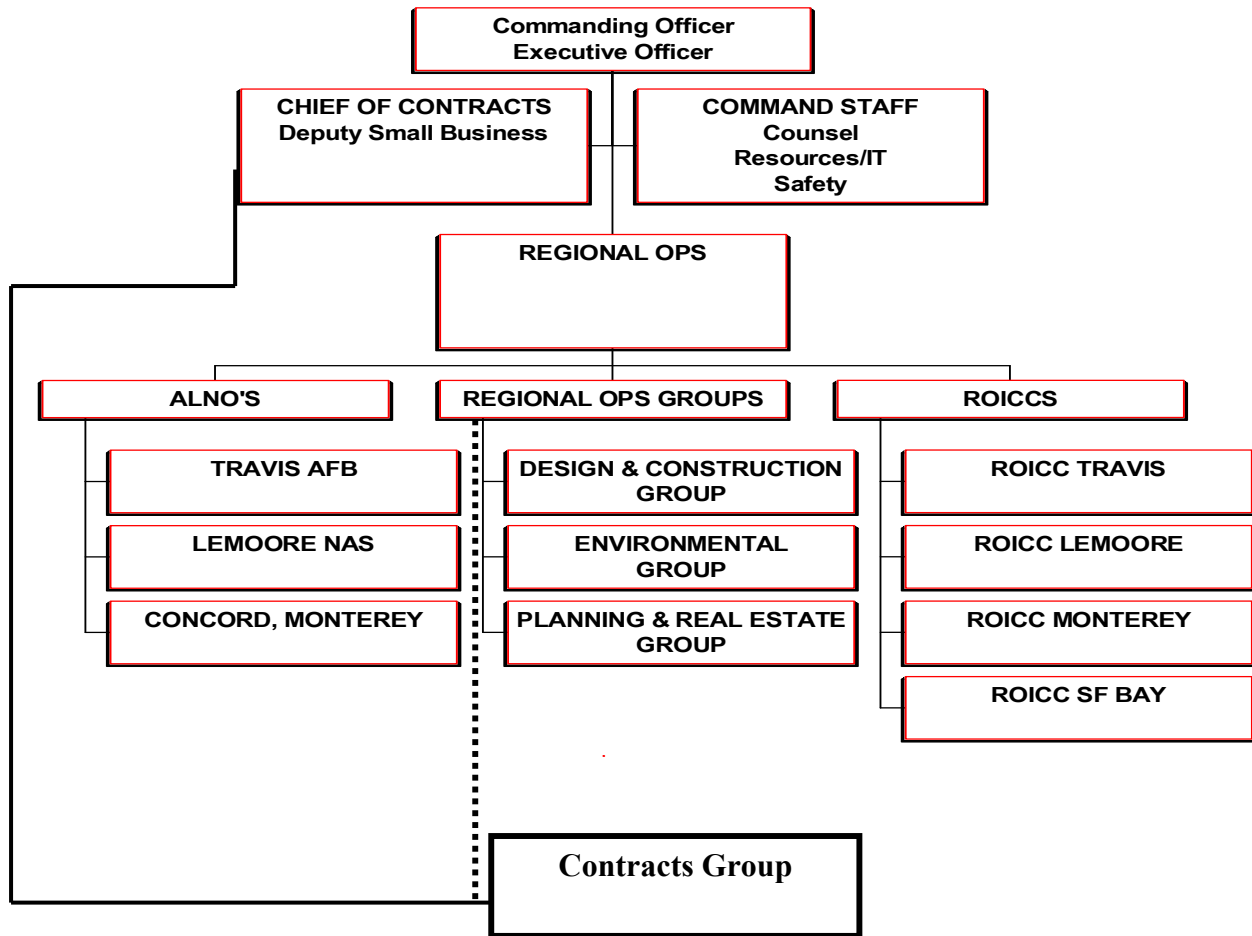 Commanding Officer
Executive Officer
CHIEF OF CONTRACTS
Deputy Small Business
COMMAND STAFF
Counsel
Resources/IT
Safety
REGIONAL OPS
ALNO'S
REGIONAL OPS GROUPS
ROICCS
TRAVIS AFB
LEMOORE NAS
CONCORD, MONTEREY
DESIGN & CONSTRUCTION
GROUP
ENVIRONMENTAL
GROUP
PLANNING & REAL ESTATE
GROUP
ROICC TRAVIS
ROICC LEMOORE
ROICC MONTEREY
ROICC SF BAY
Contracts Group